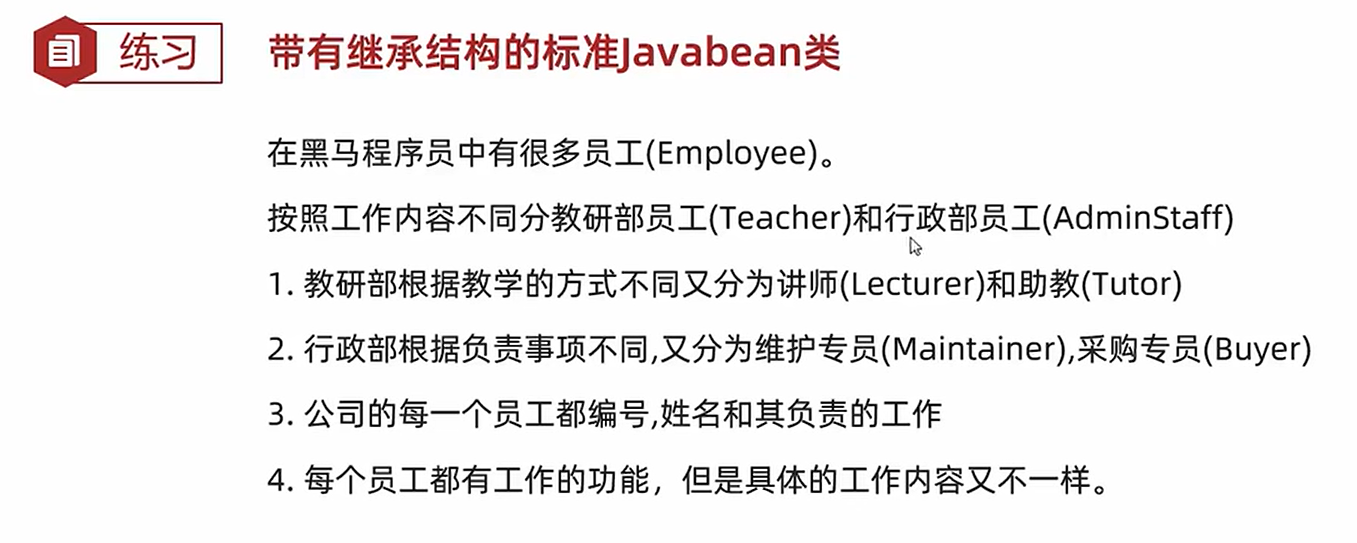 练习
带有继承结构的标准Javabean类
在黑马程序员中有很多员工(Employee)。
按照工作内容不同分教研部员工(Teacher)和行政部员工(AdminStaff)
1. 教研部根据教学的方式不同又分为讲师(Lecturer)和助教(Tutor)
2. 行政部根据负责事项不同,又分为维护专员(Maintainer),采购专员(Buyer)
3. 公司的每一个员工都编号,姓名和其负责的工作
4. 每个员工都有工作的功能，但是具体的工作内容又不一样。